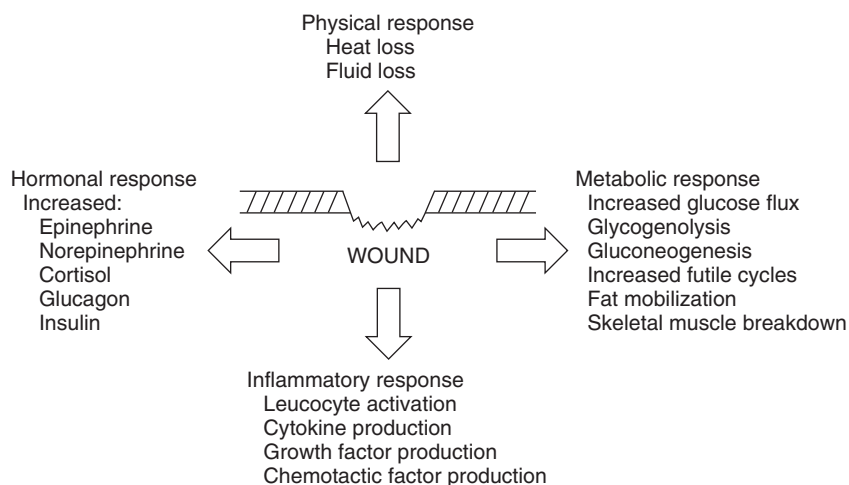 Physical response
Heat loss
Fluid loss
Hormonal response
Increased:
Epinephrine
Norepinephrine
Cortisol
Glucagon
Insulin
WOUND
Metabolic response
Increased glucose flux
Glycogenolysis
Gluconeogenesis
Increased futile cycles
Fat mobilization
Skeletal muscle breakdown
Inflammatory response
Leucocyte activation
Cytokine production
Growth factor production
Chemotactic factor production